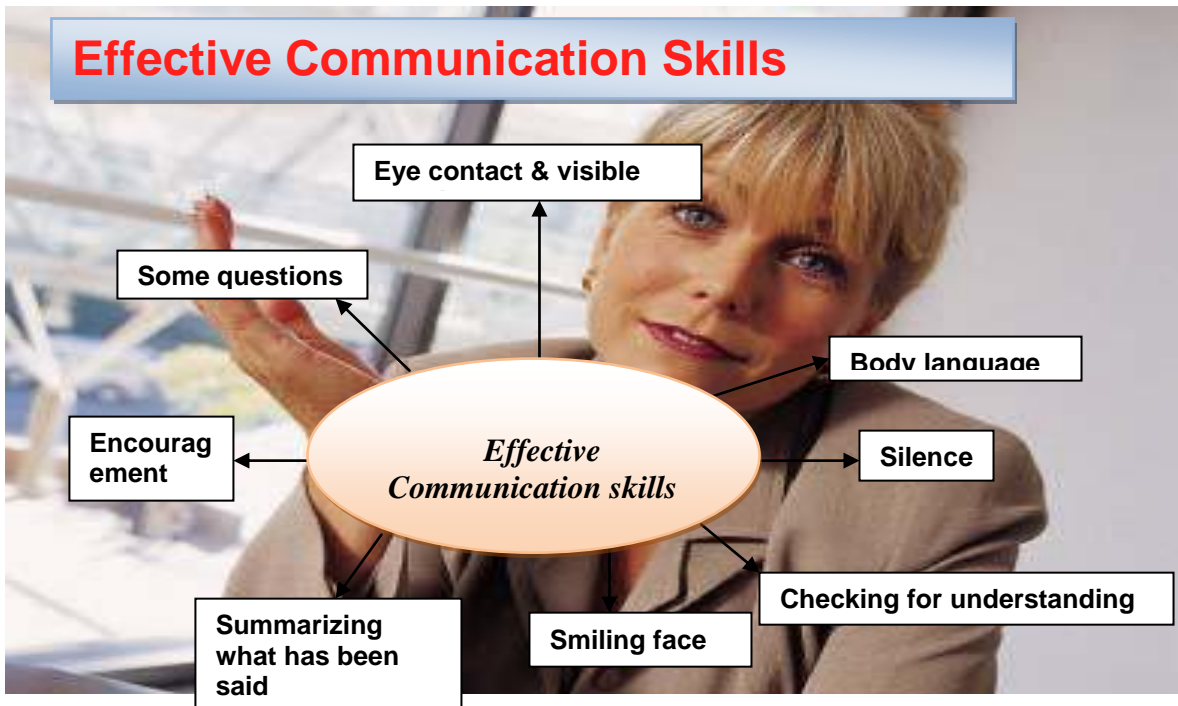 Effective Communication Skills
Eye contact & visible
Some questions
Body language
Encourag
ement
Effective
Communication skills
Silence
Checking for understanding
Summarizing
what has been
said
Smiling face